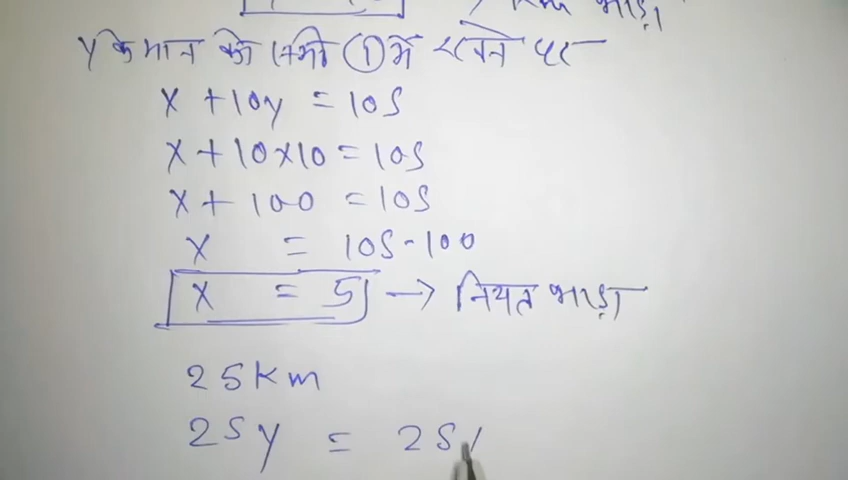 Km भाड़ा
y के मान को समी ① में रखने पर
x + 10y = 105
x + 10×10 = 105
x + 100 = 105
x = 105 - 100
x = 5 → नियत भाड़ा
25 Km
25y = 25